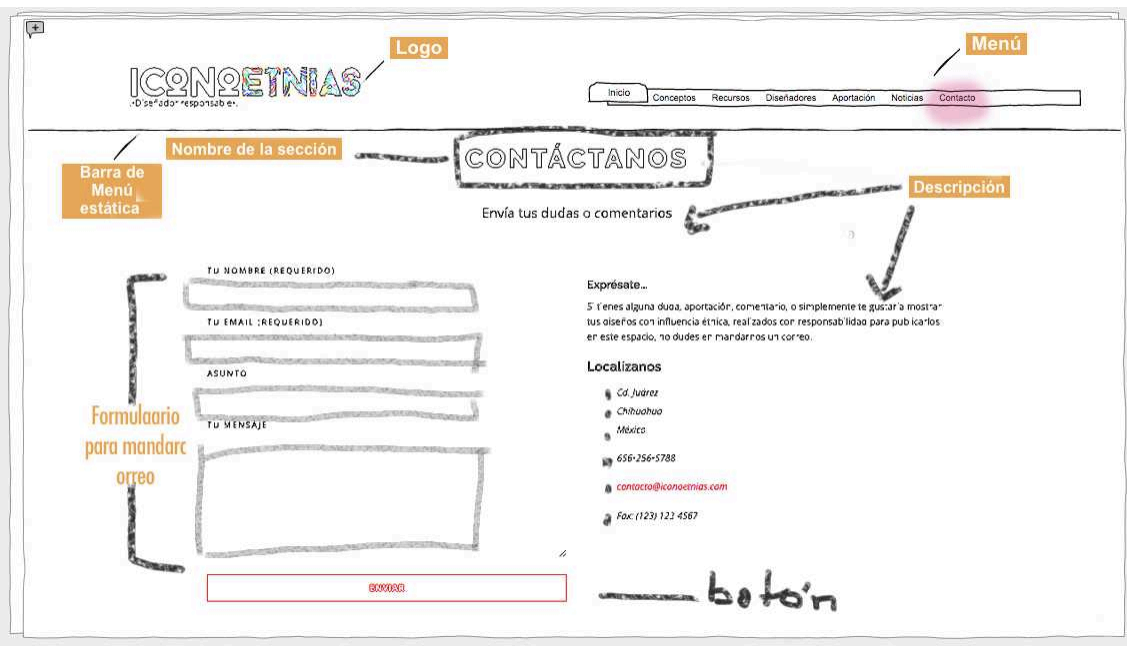 Logo
Menú
ICONOETNIAS
•Diseñador responsable•
Inicio
Conceptos Recursos Diseñadores Aportación Noticias Contacto
Nombre de la sección
CONTÁCTANOS
Barra de
Menú
estática
Descripción
Envía tus dudas o comentarios
TU NOMBRE (REQUERIDO)
TU EMAIL (REQUERIDO)
ASUNTO
TU MENSAJE
Formulaario
para mandarc
orreo
ENVIAR
Exprésate...
Si tienes alguna duda, aportación, comentario, o simplemente te gustaría mostrar
tus diseños con influencia étnica, realizados con responsabilidad para publicarlos
en este espacio, no dudes en mandarnos un correo.
Localízanos
Cd. Juárez
Chihuahua
México
656-256-5788
contacto@iconoetnias.com
Fax: (123) 123 4567
botón